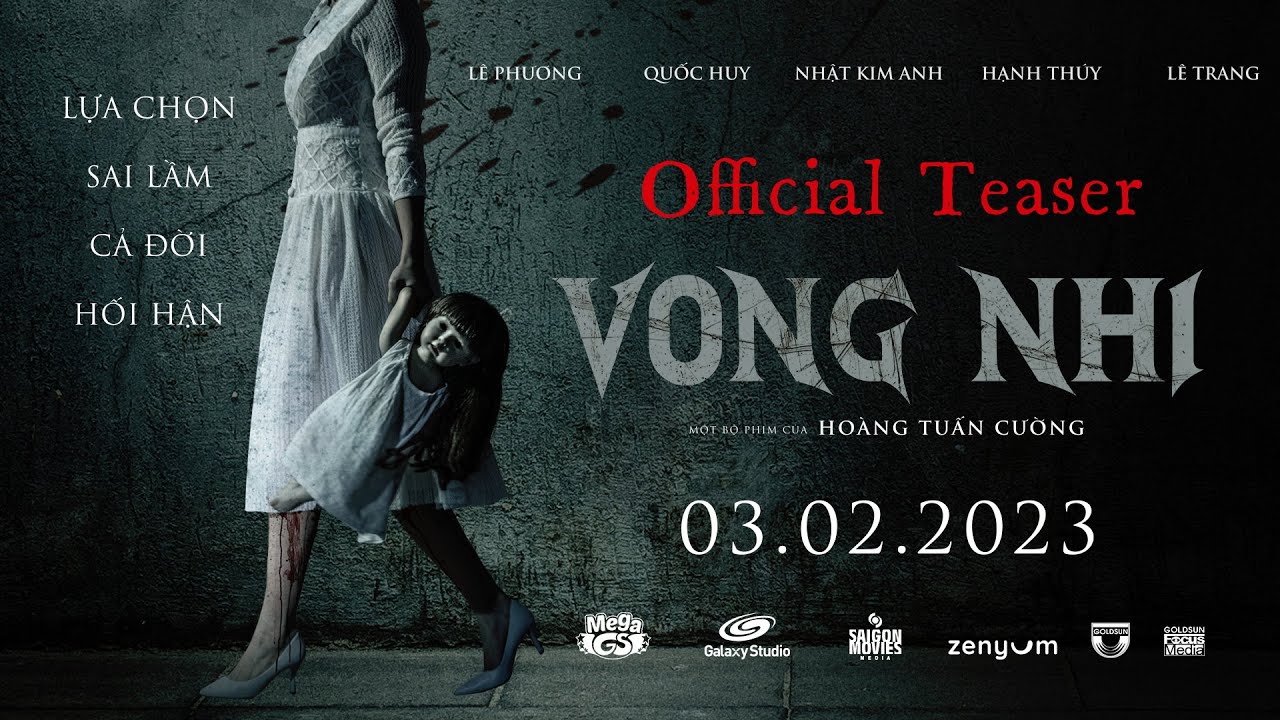 LÊ PHƯƠNG QUỐC HUY NHẬT KIM ANH HẠNH THÚY LÊ TRANG
LỰA CHỌN
SAI LẦM
CẢ ĐỜI
HỐI HẬN
Official Teaser
VONG NHI
MỘT BỘ PHIM CỦA HOÀNG TUẤN CƯỜNG
03.02.2023
Mega GS
Galaxy Studio
SAIGON MOVIES MEDIA
zenyum
GOLDSUN
GOLDSUN Focus Media